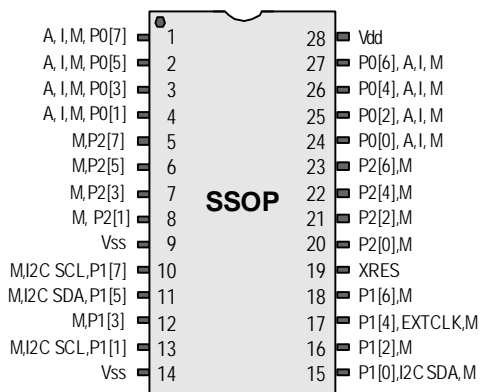 A, I, M, P0[7] 1 28 Vdd
A, I, M, P0[5] 2 27 P0[6], A, I, M
A, I, M, P0[3] 3 26 P0[4], A, I, M
A, I, M, P0[1] 4 25 P0[2], A, I, M
M,P2[7] 5 24 P0[0], A, I, M
M,P2[5] 6 23 P2[6],M
M,P2[3] 7 22 P2[4],M
SSOP
M, P2[1] 8 21 P2[2],M
Vss 9 20 P2[0],M
M,I2C SCL,P1[7] 10 19 XRES
M,I2C SDA,P1[5] 11 18 P1[6],M
M,P1[3] 12 17 P1[4], EXTCLK,M
M,I2C SCL,P1[1] 13 16 P1[2],M
Vss 14 15 P1[0],I2C SDA, M